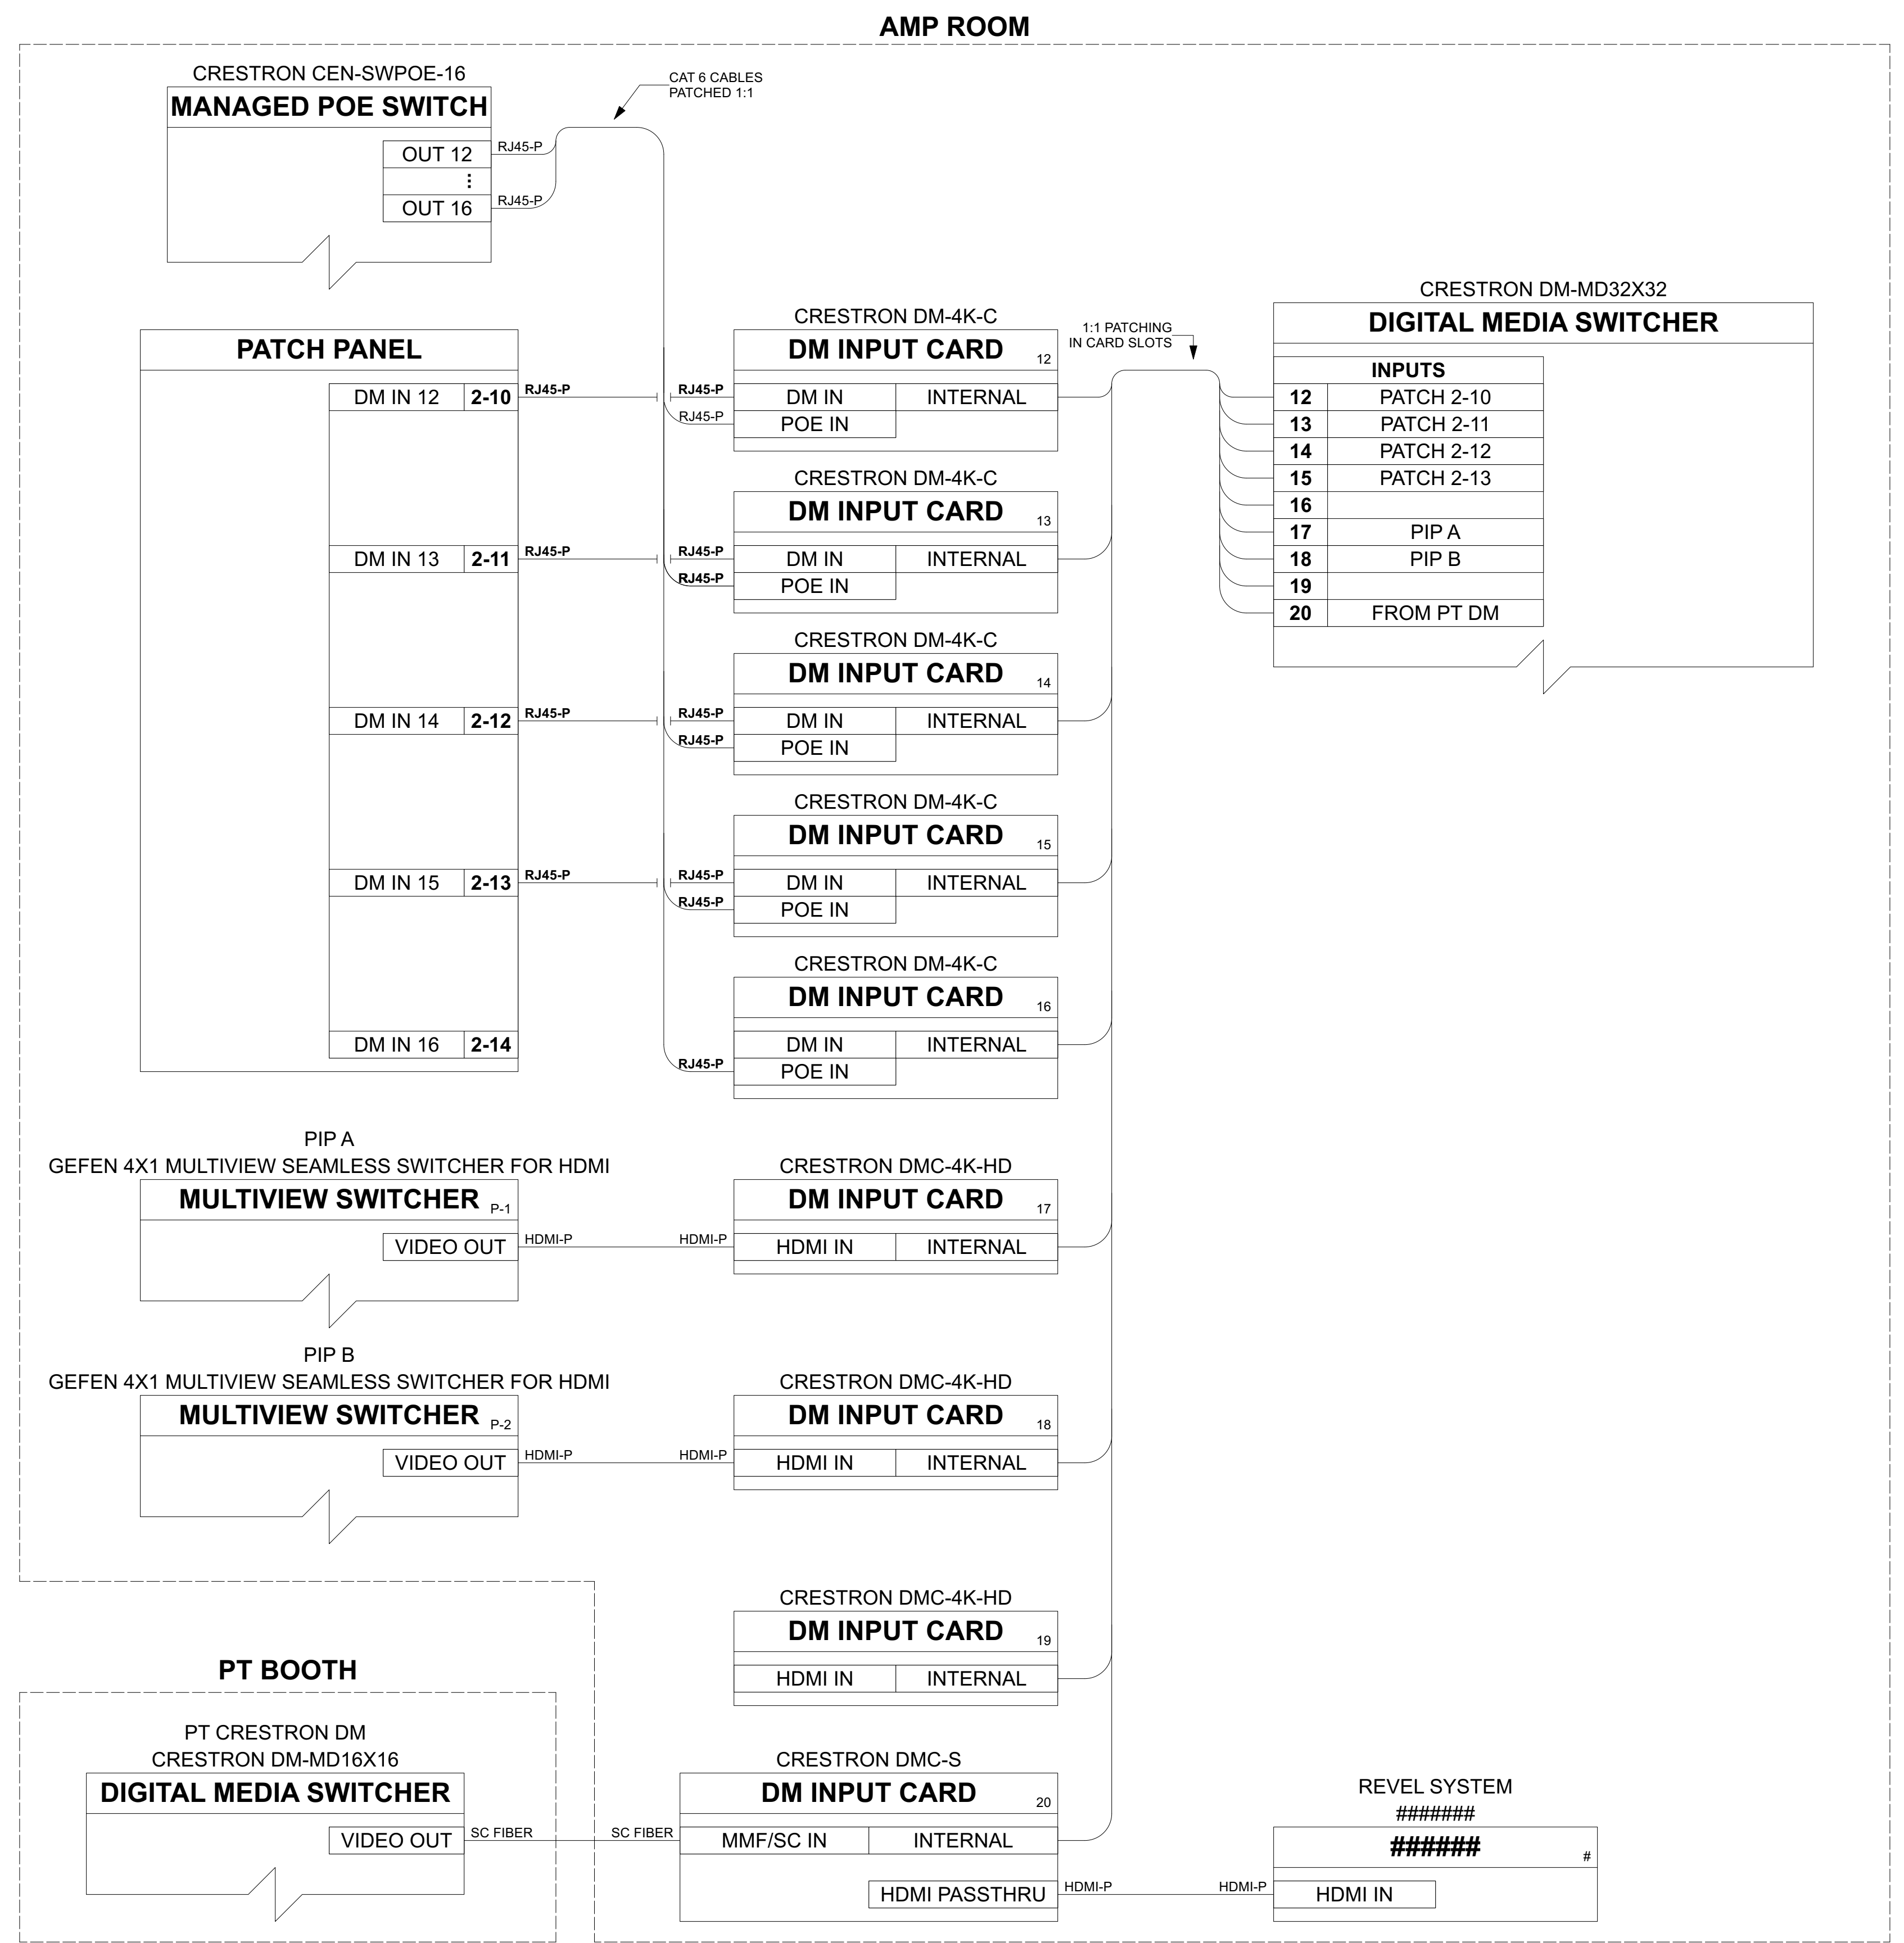 AMP ROOM
CRESTRON CEN-SWPOE-16
MANAGED POE SWITCH
OUT 12
RJ45-P
⋮
OUT 16
RJ45-P
CAT 6 CABLES
PATCHED 1:1
PATCH PANEL
DM IN 12 2-10 RJ45-P
DM IN 13 2-11 RJ45-P
DM IN 14 2-12 RJ45-P
DM IN 15 2-13 RJ45-P
DM IN 16 2-14
CRESTRON DM-4K-C
DM INPUT CARD 12
RJ45-P DM IN INTERNAL
RJ45-P POE IN
CRESTRON DM-4K-C
DM INPUT CARD 13
RJ45-P DM IN INTERNAL
RJ45-P POE IN
CRESTRON DM-4K-C
DM INPUT CARD 14
RJ45-P DM IN INTERNAL
RJ45-P POE IN
CRESTRON DM-4K-C
DM INPUT CARD 15
RJ45-P DM IN INTERNAL
RJ45-P POE IN
CRESTRON DM-4K-C
DM INPUT CARD 16
DM IN INTERNAL
RJ45-P POE IN
1:1 PATCHING
IN CARD SLOTS
CRESTRON DM-MD32X32
DIGITAL MEDIA SWITCHER
INPUTS
12 PATCH 2-10
13 PATCH 2-11
14 PATCH 2-12
15 PATCH 2-13
16
17 PIP A
18 PIP B
19
20 FROM PT DM
PIP A
GEFEN 4X1 MULTIVIEW SEAMLESS SWITCHER FOR HDMI
MULTIVIEW SWITCHER P-1
VIDEO OUT HDMI-P
CRESTRON DMC-4K-HD
DM INPUT CARD 17
HDMI-P HDMI IN INTERNAL
PIP B
GEFEN 4X1 MULTIVIEW SEAMLESS SWITCHER FOR HDMI
MULTIVIEW SWITCHER P-2
VIDEO OUT HDMI-P
CRESTRON DMC-4K-HD
DM INPUT CARD 18
HDMI-P HDMI IN INTERNAL
CRESTRON DMC-4K-HD
DM INPUT CARD 19
HDMI IN INTERNAL
PT BOOTH
PT CRESTRON DM
CRESTRON DM-MD16X16
DIGITAL MEDIA SWITCHER
VIDEO OUT SC FIBER
CRESTRON DMC-S
DM INPUT CARD 20
SC FIBER MMF/SC IN INTERNAL
HDMI PASSTHRU HDMI-P
REVEL SYSTEM
#######
###### #
HDMI-P HDMI IN